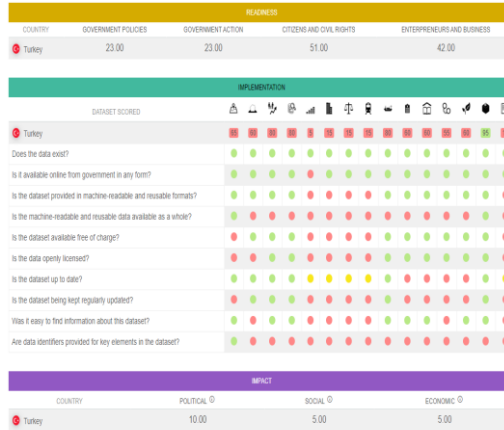 READINESS
COUNTRY GOVERNMENT POLICIES GOVERNMENT ACTION CITIZENS AND CIVIL RIGHTS ENTERPRENEURS AND BUSINESS
Turkey 23.00 23.00 51.00 42.00
IMPLEMENTATION
DATASET SCORED
Turkey 5 15 15 15 95
Does the data exist?
Is it available online from government in any form?
Is the dataset provided in machine-readable and reusable formats?
Is the machine-readable and reusable data available as a whole?
Is the dataset available free of charge?
Is the data openly licensed?
Is the dataset up to date?
Is the dataset being kept regularly updated?
Was it easy to find information about this dataset?
Are data identifiers provided for key elements in the dataset?
IMPACT
COUNTRY POLITICAL SOCIAL ECONOMIC
Turkey 10.00 5.00 5.00